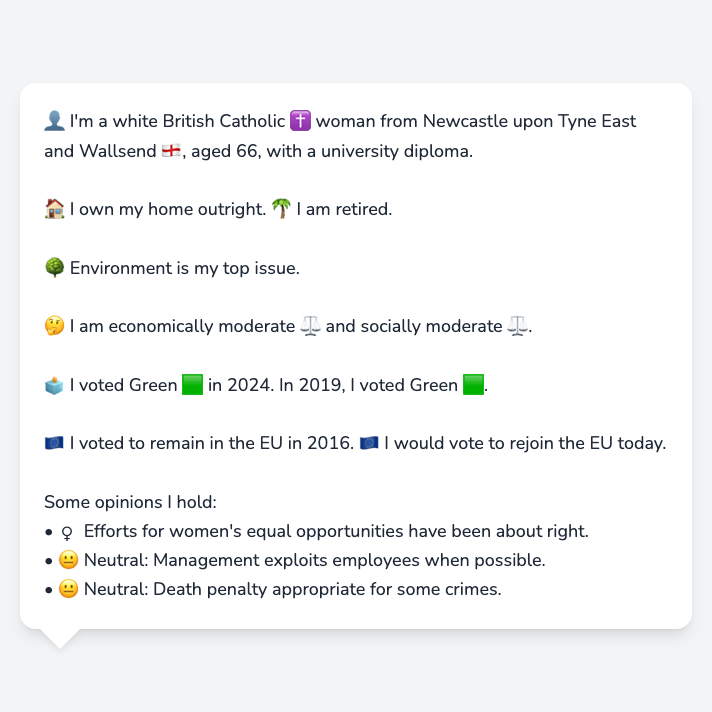 👤 I'm a white British Catholic ✝️ woman from Newcastle upon Tyne East
and Wallsend 🏴󠁧󠁢󠁥󠁮󠁧󠁿, aged 66, with a university diploma.
🏠 I own my home outright. 🌴 I am retired.
🌳 Environment is my top issue.
🤔 I am economically moderate ⚖️ and socially moderate ⚖️.
🗳️ I voted Green 🟩 in 2024. In 2019, I voted Green 🟩.
🇪🇺 I voted to remain in the EU in 2016. 🇪🇺 I would vote to rejoin the EU today.
Some opinions I hold:
• ♀ Efforts for women's equal opportunities have been about right.
• 😐 Neutral: Management exploits employees when possible.
• 😐 Neutral: Death penalty appropriate for some crimes.